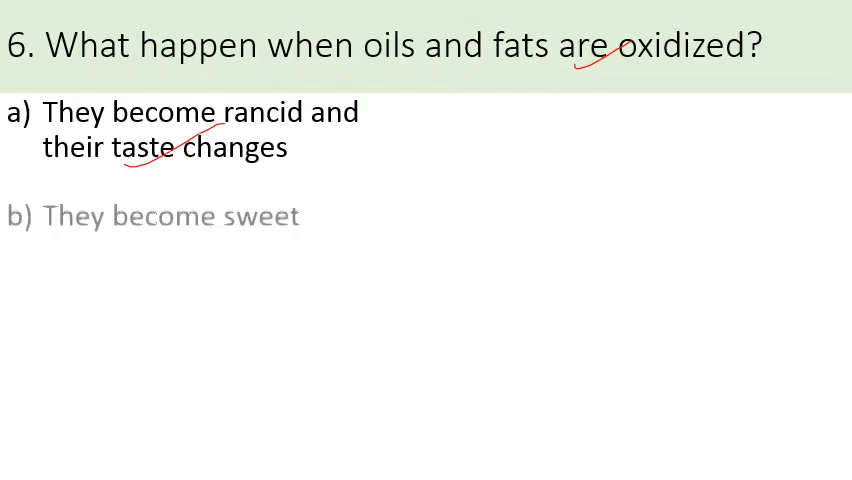 6. What happen when oils and fats are oxidized?
a) They become rancid and
their taste changes
b) They become sweet